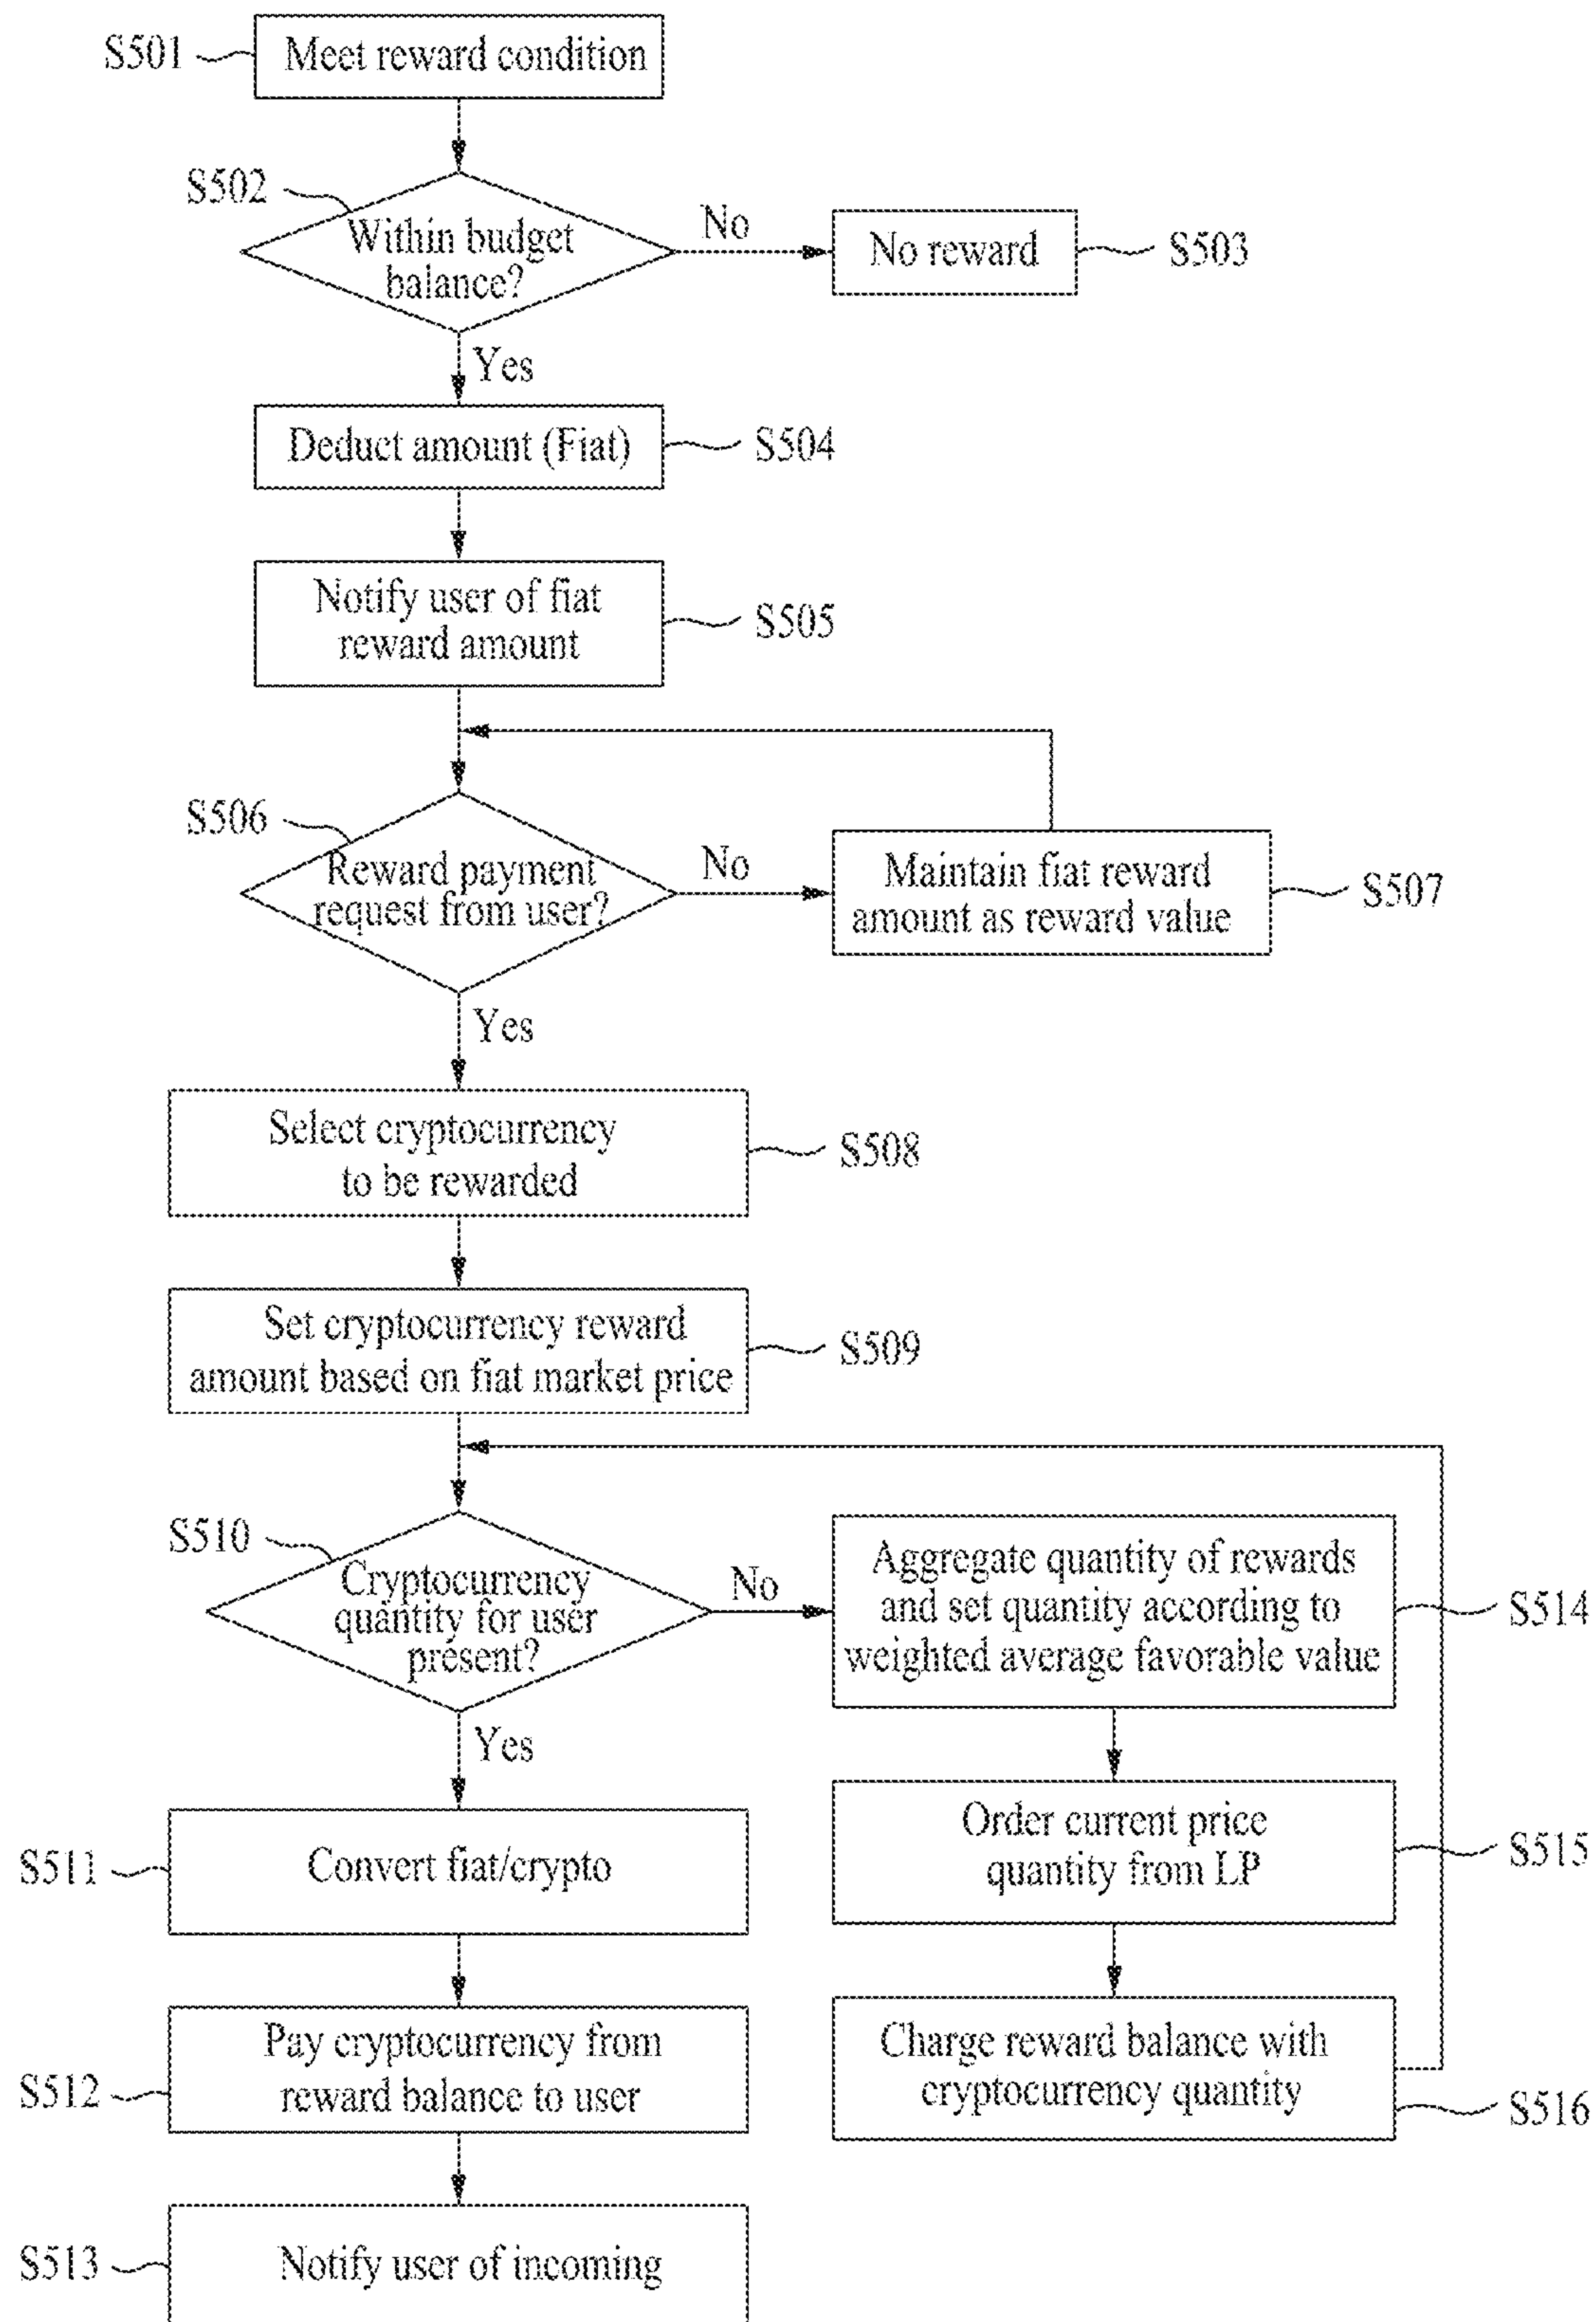 S501
Meet reward condition
S502
Within budget
balance?
No
No reward
S503
Yes
Deduct amount (Fiat)
S504
Notify user of fiat
reward amount
S505
S506
Reward payment
request from user?
No
Maintain fiat reward
amount as reward value
S507
Yes
Select cryptocurrency
to be rewarded
S508
Set cryptocurrency reward
amount based on fiat market price
S509
S510
Cryptocurrency
quantity for user
present?
No
Aggregate quantity of rewards
and set quantity according to
weighted average favorable value
S514
Yes
S511
Convert fiat/crypto
Order current price
quantity from LP
S515
S512
Pay cryptocurrency from
reward balance to user
Charge reward balance with
cryptocurrency quantity
S516
S513
Notify user of incoming